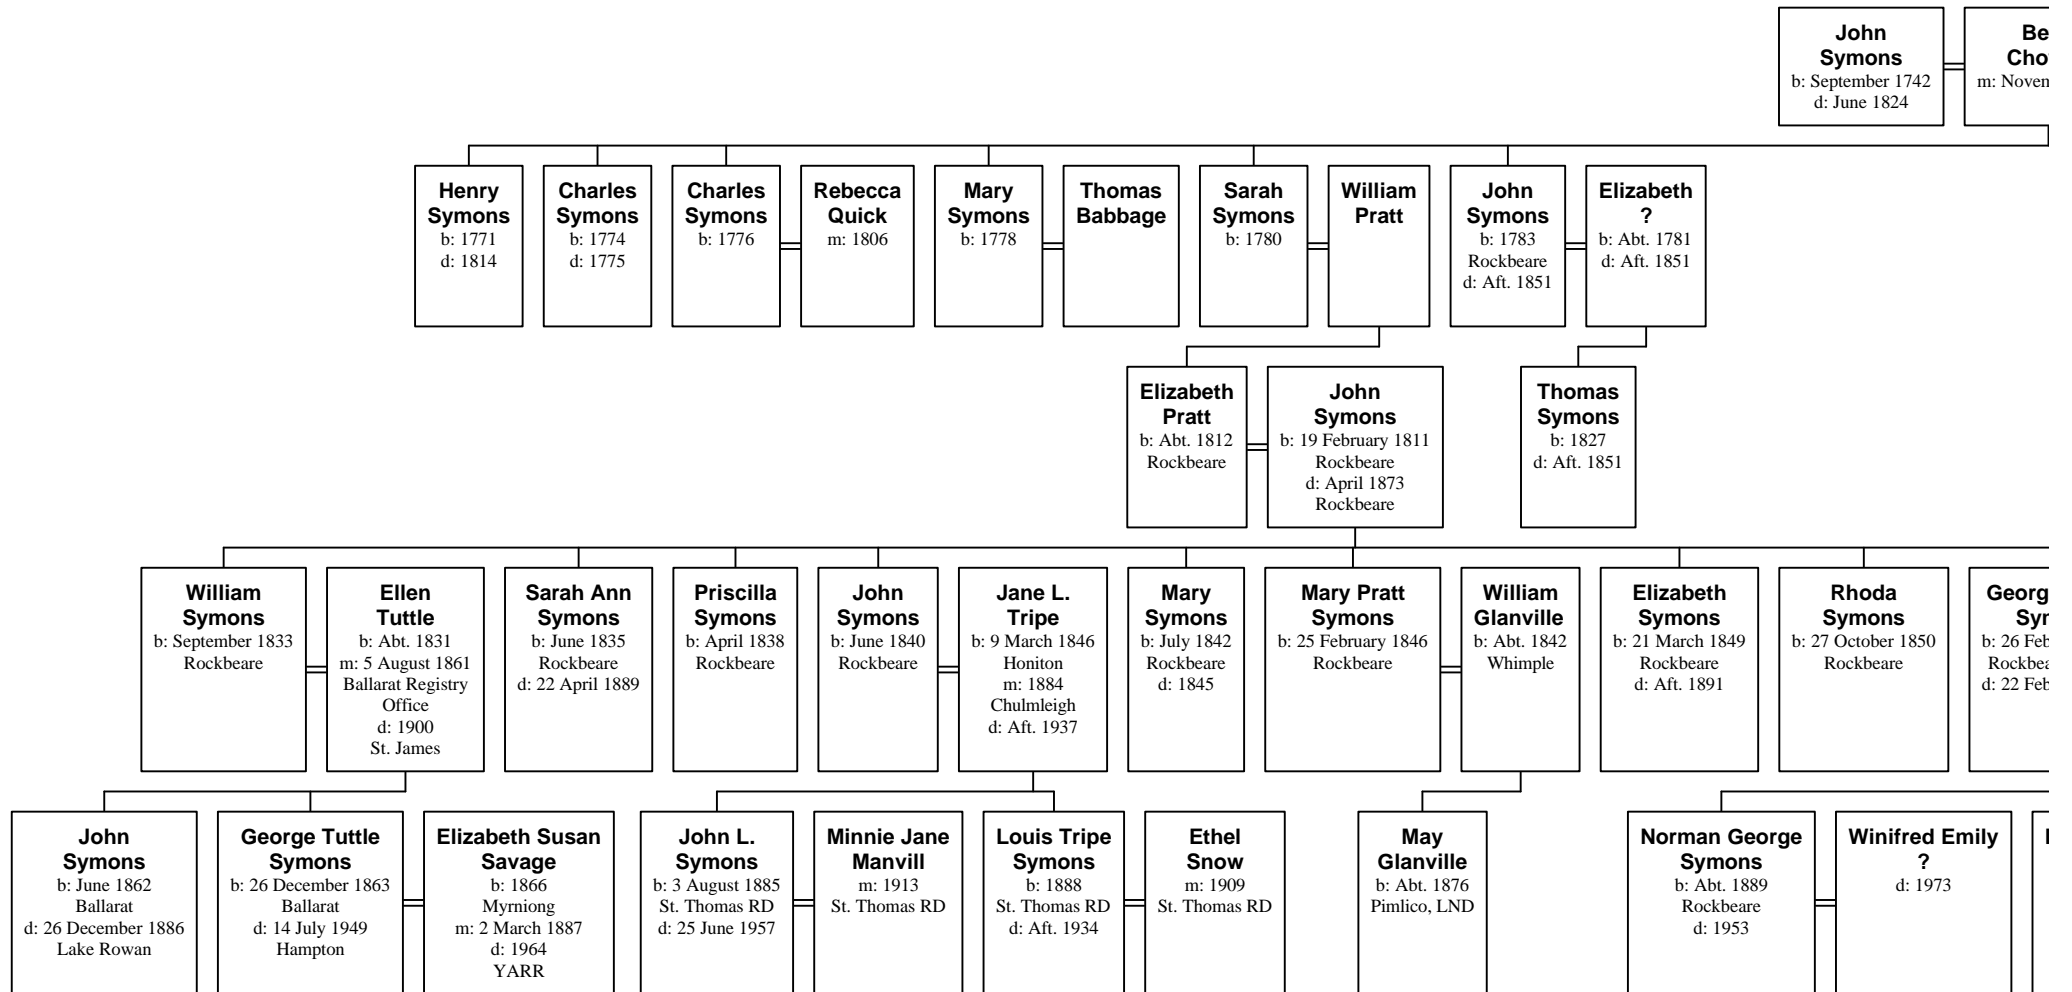 John
Symons
b: September 1742
d: June 1824
Be
Cho
m: Novem
Henry
Symons
b: 1771
d: 1814
Charles
Symons
b: 1774
d: 1775
Charles
Symons
b: 1776
Rebecca
Quick
m: 1806
Mary
Symons
b: 1778
Thomas
Babbage
Sarah
Symons
b: 1780
William
Pratt
John
Symons
b: 1783
Rockbeare
d: Aft. 1851
Elizabeth
?
b: Abt. 1781
d: Aft. 1851
Elizabeth
Pratt
b: Abt. 1812
Rockbeare
John
Symons
b: 19 February 1811
Rockbeare
d: April 1873
Rockbeare
Thomas
Symons
b: 1827
d: Aft. 1851
William
Symons
b: September 1833
Rockbeare
Ellen
Tuttle
b: Abt. 1831
m: 5 August 1861
Ballarat Registry
Office
d: 1900
St. James
Sarah Ann
Symons
b: June 1835
Rockbeare
d: 22 April 1889
Priscilla
Symons
b: April 1838
Rockbeare
John
Symons
b: June 1840
Rockbeare
Jane L.
Tripe
b: 9 March 1846
Honiton
m: 1884
Chulmleigh
d: Aft. 1937
Mary
Symons
b: July 1842
Rockbeare
d: 1845
Mary Pratt
Symons
b: 25 February 1846
Rockbeare
William
Glanville
b: Abt. 1842
Whimple
Elizabeth
Symons
b: 21 March 1849
Rockbeare
d: Aft. 1891
Rhoda
Symons
b: 27 October 1850
Rockbeare
Georg
Syn
b: 26 Feb
Rockbea
d: 22 Feb
John
Symons
b: June 1862
Ballarat
d: 26 December 1886
Lake Rowan
George Tuttle
Symons
b: 26 December 1863
Ballarat
d: 14 July 1949
Hampton
Elizabeth Susan
Savage
b: 1866
Myrniong
m: 2 March 1887
d: 1964
YARR
John L.
Symons
b: 3 August 1885
St. Thomas RD
d: 25 June 1957
Minnie Jane
Manvill
m: 1913
St. Thomas RD
Louis Tripe
Symons
b: 1888
St. Thomas RD
d: Aft. 1934
Ethel
Snow
m: 1909
St. Thomas RD
May
Glanville
b: Abt. 1876
Pimlico, LND
Norman George
Symons
b: Abt. 1889
Rockbeare
d: 1953
Winifred Emily
?
d: 1973